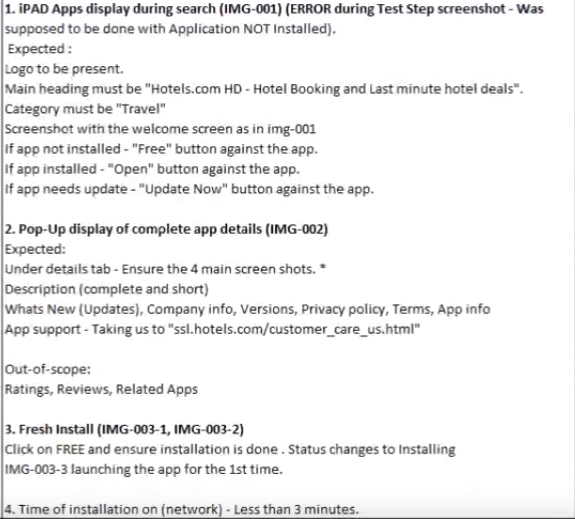 1. iPAD Apps display during search (IMG-001) (ERROR during Test Step screenshot - Was
supposed to be done with Application NOT Installed).
Expected :
Logo to be present.
Main heading must be "Hotels.com HD - Hotel Booking and Last minute hotel deals".
Category must be "Travel"
Screenshot with the welcome screen as in img-001
If app not installed - "Free" button against the app.
If app installed - "Open" button against the app.
If app needs update - "Update Now" button against the app.
2. Pop-Up display of complete app details (IMG-002)
Expected:
Under details tab - Ensure the 4 main screen shots. *
Description (complete and short)
Whats New (Updates), Company info, Versions, Privacy policy, Terms, App info
App support - Taking us to "ssl.hotels.com/customer_care_us.html"
Out-of-scope:
Ratings, Reviews, Related Apps
3. Fresh Install (IMG-003-1, IMG-003-2)
Click on FREE and ensure installation is done . Status changes to Installing
IMG-003-3 launching the app for the 1st time.
4. Time of installation on (network) - Less than 3 minutes.